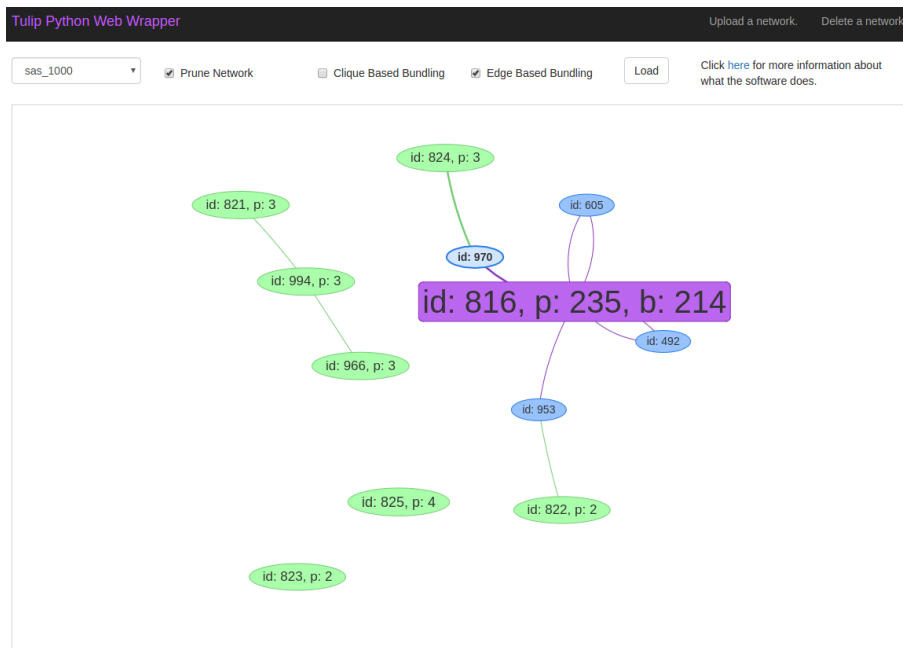 Tulip Python Web Wrapper
Upload a network.
Delete a network
sas_1000
Prune Network
Clique Based Bundling
Edge Based Bundling
Load
Click here for more information about
what the software does.
id: 824, p: 3
id: 821, p: 3
id: 605
id: 970
id: 994, p: 3
id: 816, p: 235, b: 214
id: 492
id: 966, p: 3
id: 953
id: 825, p: 4
id: 822, p: 2
id: 823, p: 2